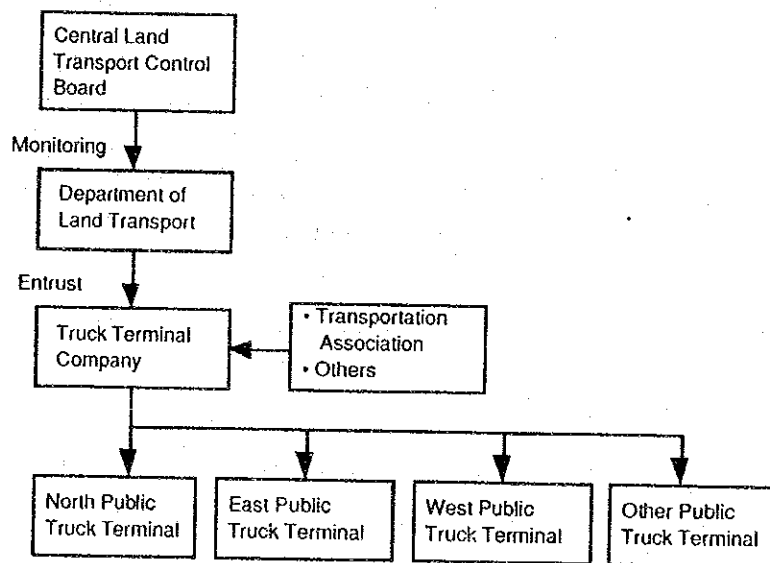 Central Land
Transport Control
Board
Monitoring
Department of
Land Transport
Entrust
Truck Terminal
Company
• Transportation
Association
• Others
North Public
Truck Terminal
East Public
Truck Terminal
West Public
Truck Terminal
Other Public
Truck Terminal